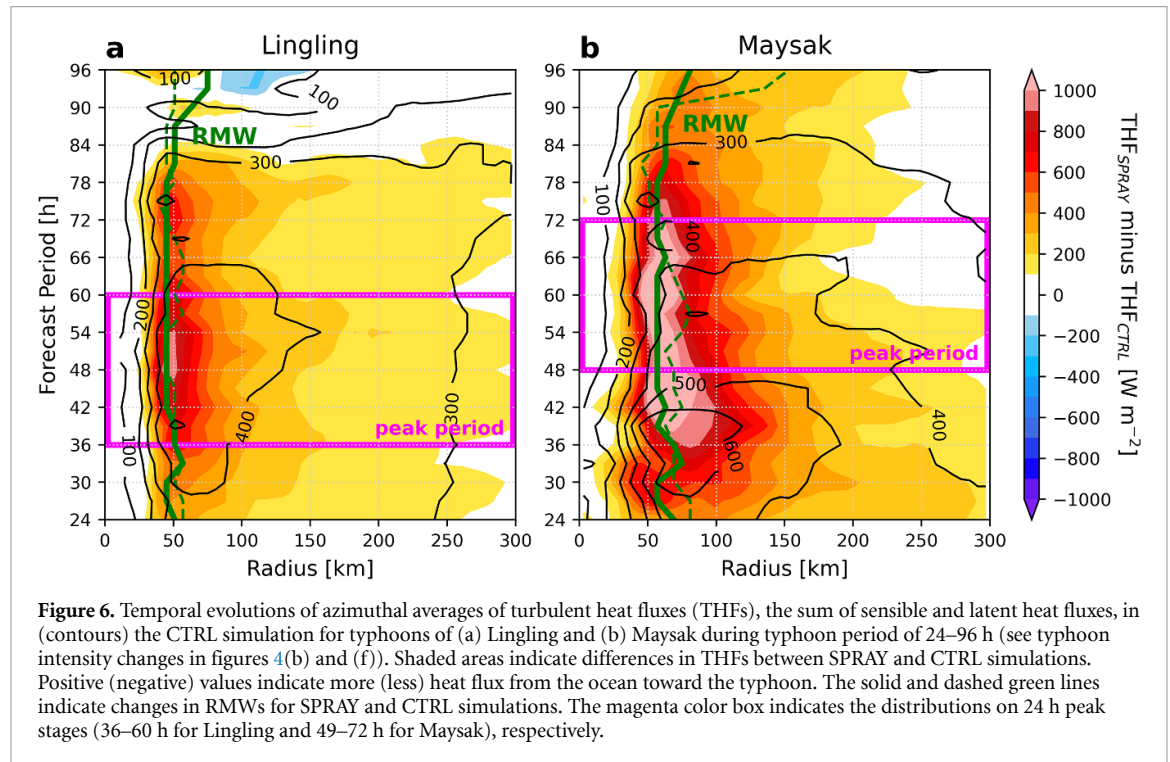 a
Lingling
b
Maysak
96
90
84
78
72
66
60
54
48
42
36
30
24
Forecast Period [h]
0 50 100 150 200 250 300
Radius [km]
100
100
RMW
300
200
400
300
100
peak period
96
90
84
78
72
66
60
54
48
42
36
30
24
0 50 100 150 200 250 300
Radius [km]
RMW
300
100
400
200
500
600
400
peak period
1000
800
600
400
200
0
−200
−400
−600
−800
−1000
THF_SPRAY minus THF_CTRL [W m⁻²]
Figure 6. Temporal evolutions of azimuthal averages of turbulent heat fluxes (THFs), the sum of sensible and latent heat fluxes, in
(contours) the CTRL simulation for typhoons of (a) Lingling and (b) Maysak during typhoon period of 24–96 h (see typhoon
intensity changes in figures 4(b) and (f)). Shaded areas indicate differences in THFs between SPRAY and CTRL simulations.
Positive (negative) values indicate more (less) heat flux from the ocean toward the typhoon. The solid and dashed green lines
indicate changes in RMWs for SPRAY and CTRL simulations. The magenta color box indicates the distributions on 24 h peak
stages (36–60 h for Lingling and 49–72 h for Maysak), respectively.